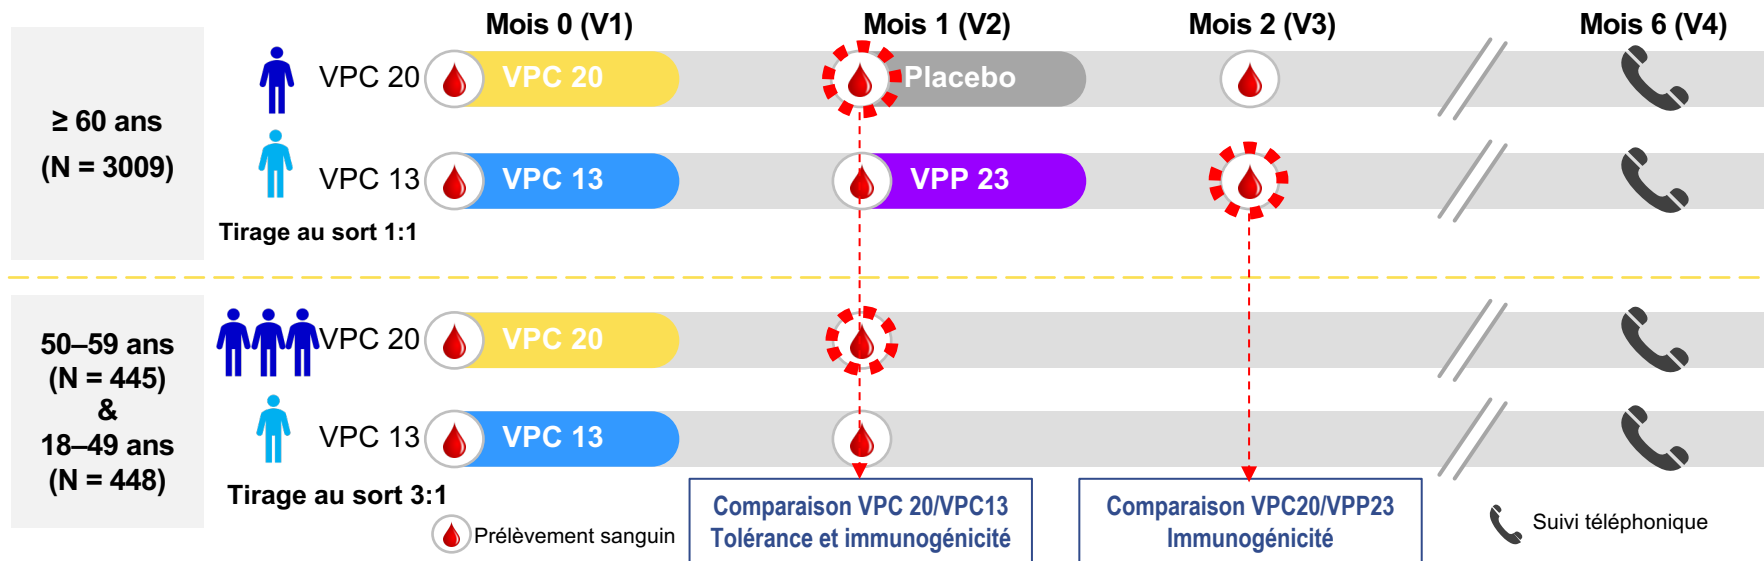 Mois 0 (V1)
Mois 1 (V2)
Mois 2 (V3)
Mois 6 (V4)
≥ 60 ans
(N = 3009)
VPC 20
VPC 20
Placebo
VPC 13
VPC 13
VPP 23
Tirage au sort 1:1
50–59 ans
(N = 445)
&
18–49 ans
(N = 448)
VPC 20
VPC 20
VPC 13
VPC 13
Tirage au sort 3:1
Prélèvement sanguin
Comparaison VPC 20/VPC13
Tolérance et immunogénicité
Comparaison VPC20/VPP23
Immunogénicité
Suivi téléphonique